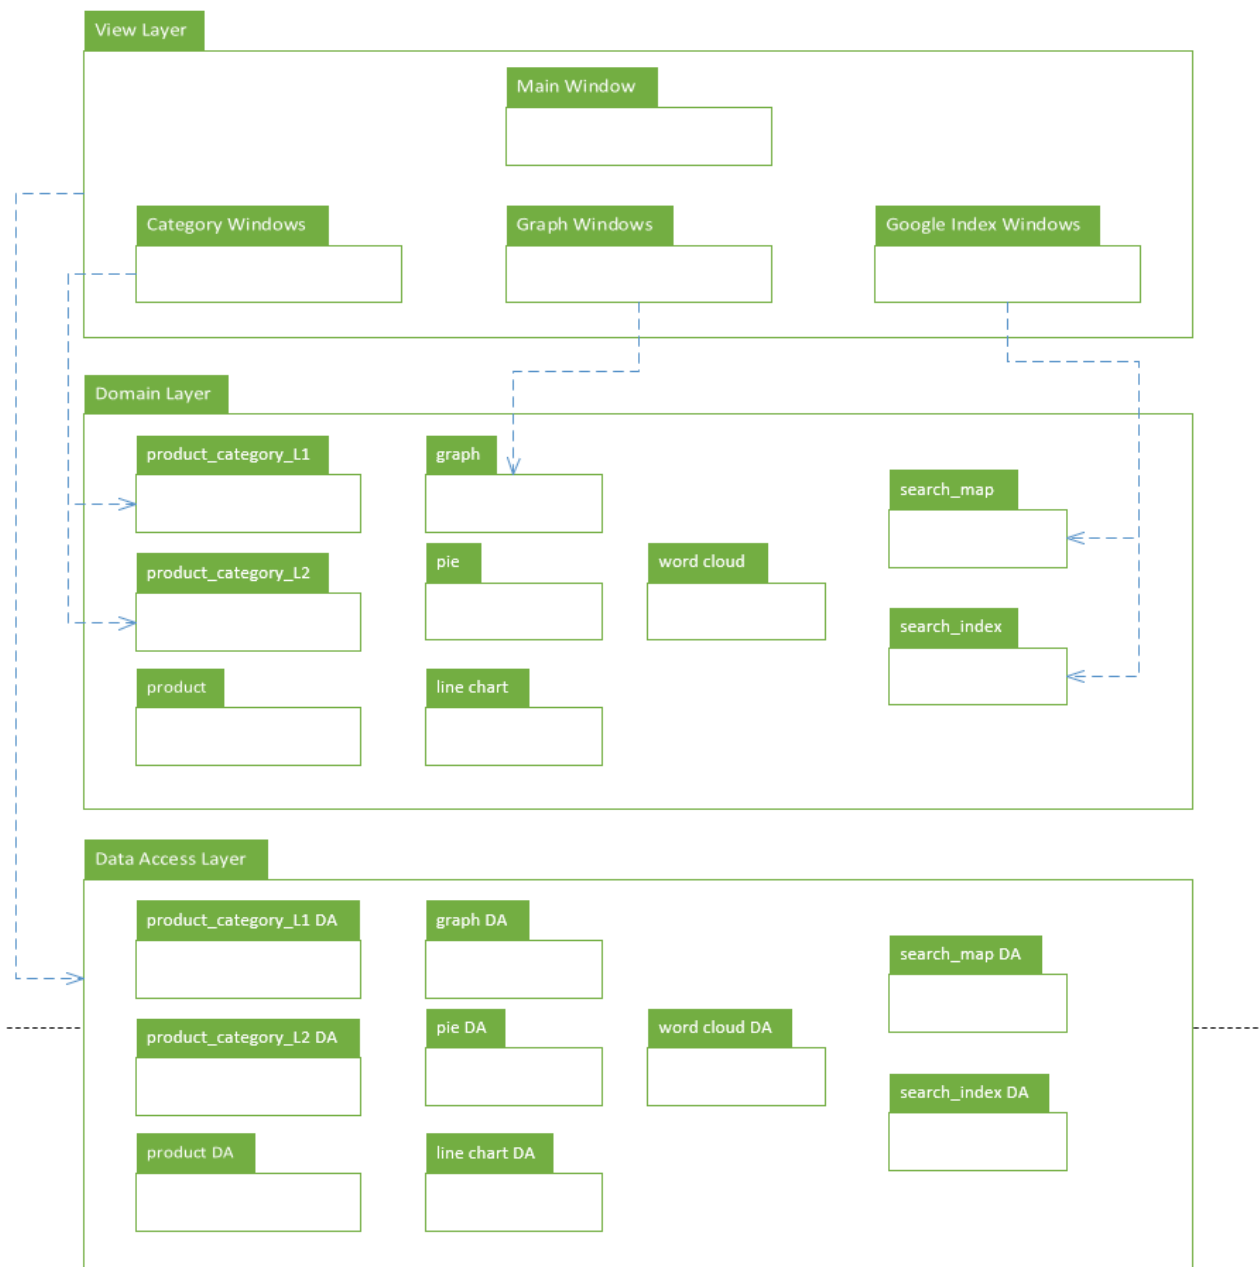 View Layer
Main Window
Category Windows
Graph Windows
Google Index Windows
Domain Layer
product_category_L1
graph
search_map
product_category_L2
pie
word cloud
search_index
product
line chart
Data Access Layer
product_category_L1 DA
graph DA
search_map DA
product_category_L2 DA
pie DA
word cloud DA
search_index DA
product DA
line chart DA